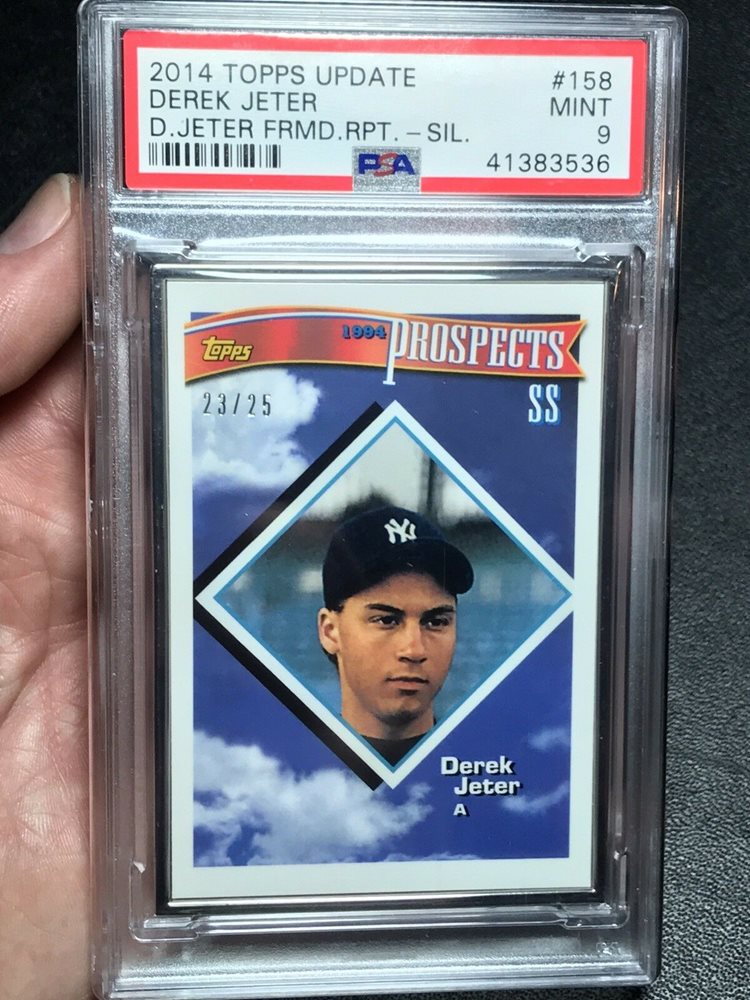 2014 TOPPS UPDATE #158
DEREK JETER MINT
D.JETER FRMD.RPT. – SIL. 9
PSA 41383536
topps 1994 PROSPECTS
23/25 SS
NY
Derek
Jeter
A